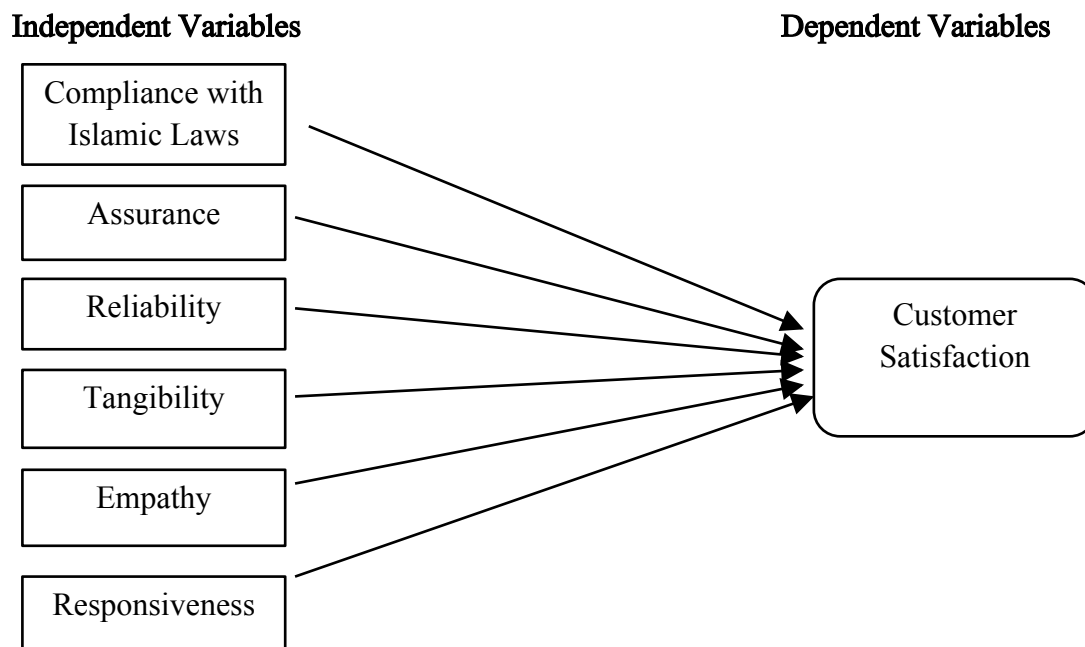 Independent Variables
Dependent Variables
Compliance with
Islamic Laws
Assurance
Reliability
Tangibility
Empathy
Responsiveness
Customer
Satisfaction